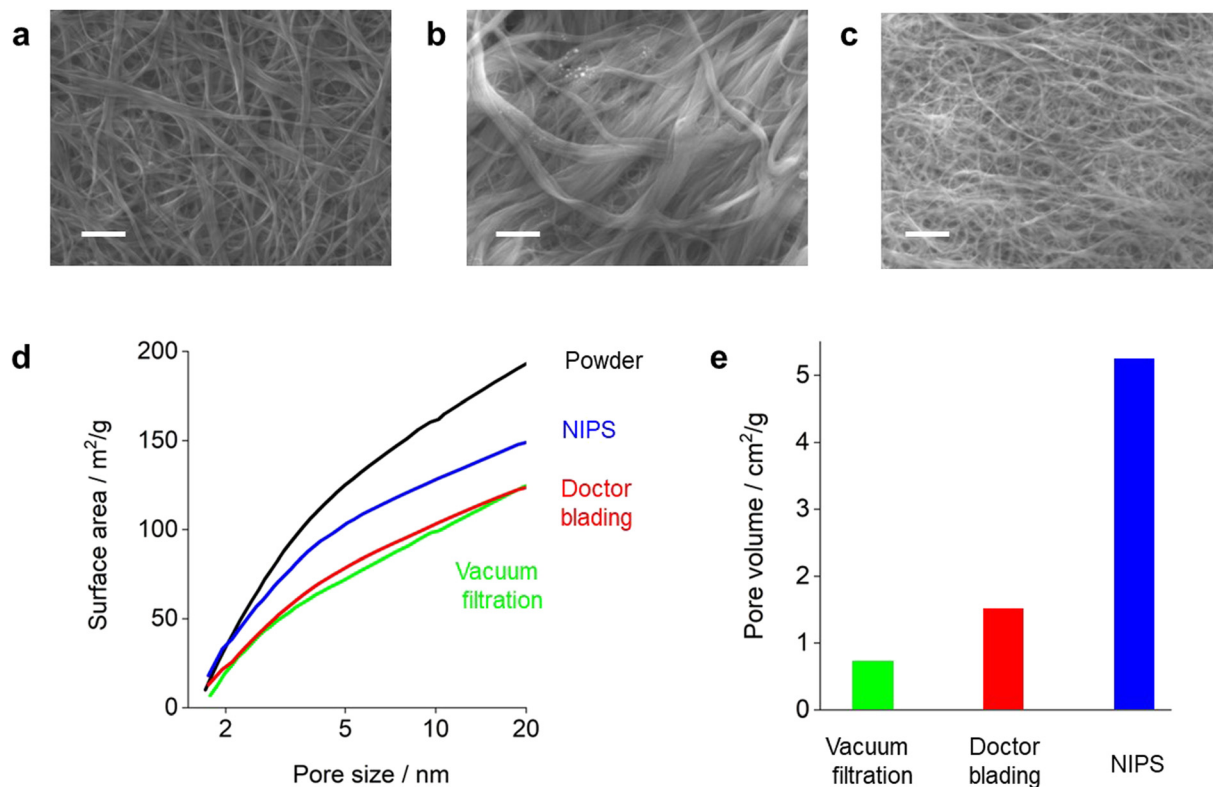 a
b
c
d
200
150
100
50
0
Surface area / m²/g
2
5
10
20
Pore size / nm
Powder
NIPS
Doctor
blading
Vacuum
filtration
e
5
4
3
2
1
0
Pore volume / cm²/g
Vacuum
filtration
Doctor
blading
NIPS